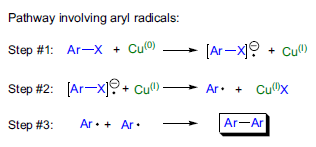 Pathway involving aryl radicals:
Step #1: Ar—X + Cu(0) ⟶ [Ar—X]⊖• + Cu(I)
Step #2: [Ar—X]⊖• + Cu(I) ⟶ Ar• + Cu(I)X
Step #3: Ar• + Ar• ⟶ Ar—Ar